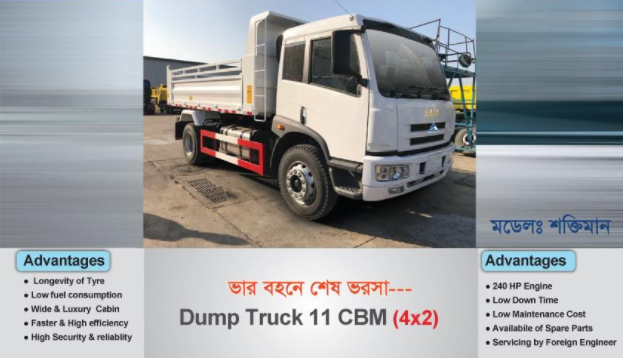 মডেলঃ শক্তিমান
Advantages
• Longevity of Tyre
• Low fuel consumption
• Wide & Luxury Cabin
• Faster & High efficiency
• High Security & reliablity
ভার বহনে শেষ ভরসা---
Dump Truck 11 CBM (4x2)
Advantages
• 240 HP Engine
• Low Down Time
• Low Maintenance Cost
• Availabile of Spare Parts
• Servicing by Foreign Engineer